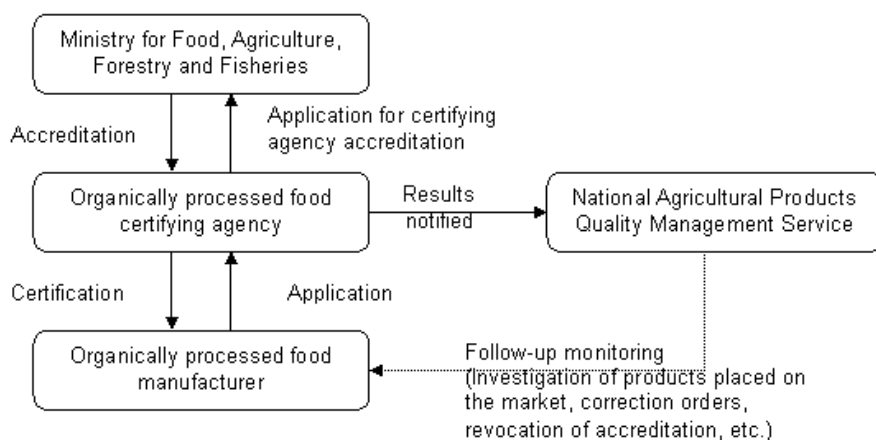 Ministry for Food, Agriculture,
Forestry and Fisheries
Accreditation
Application for certifying
agency accreditation
Organically processed food
certifying agency
Results
notified
National Agricultural Products
Quality Management Service
Certification
Application
Organically processed food
manufacturer
Follow-up monitoring
(Investigation of products placed on
the market, correction orders,
revocation of accreditation, etc.)